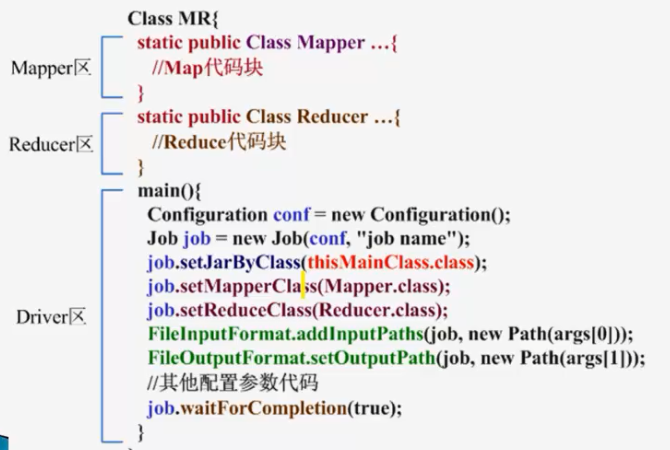 Class MR{
static public Class Mapper …{
Mapper区
//Map代码块
}
static public Class Reducer …{
Reducer区
//Reduce代码块
}
main(){
Configuration conf = new Configuration();
Job job = new Job(conf, "job name");
job.setJarByClass(thisMainClass.class);
job.setMapperClass(Mapper.class);
job.setReduceClass(Reducer.class);
Driver区
FileInputFormat.addInputPaths(job, new Path(args[0]));
FileOutputFormat.setOutputPath(job, new Path(args[1]));
//其他配置参数代码
job.waitForCompletion(true);
}